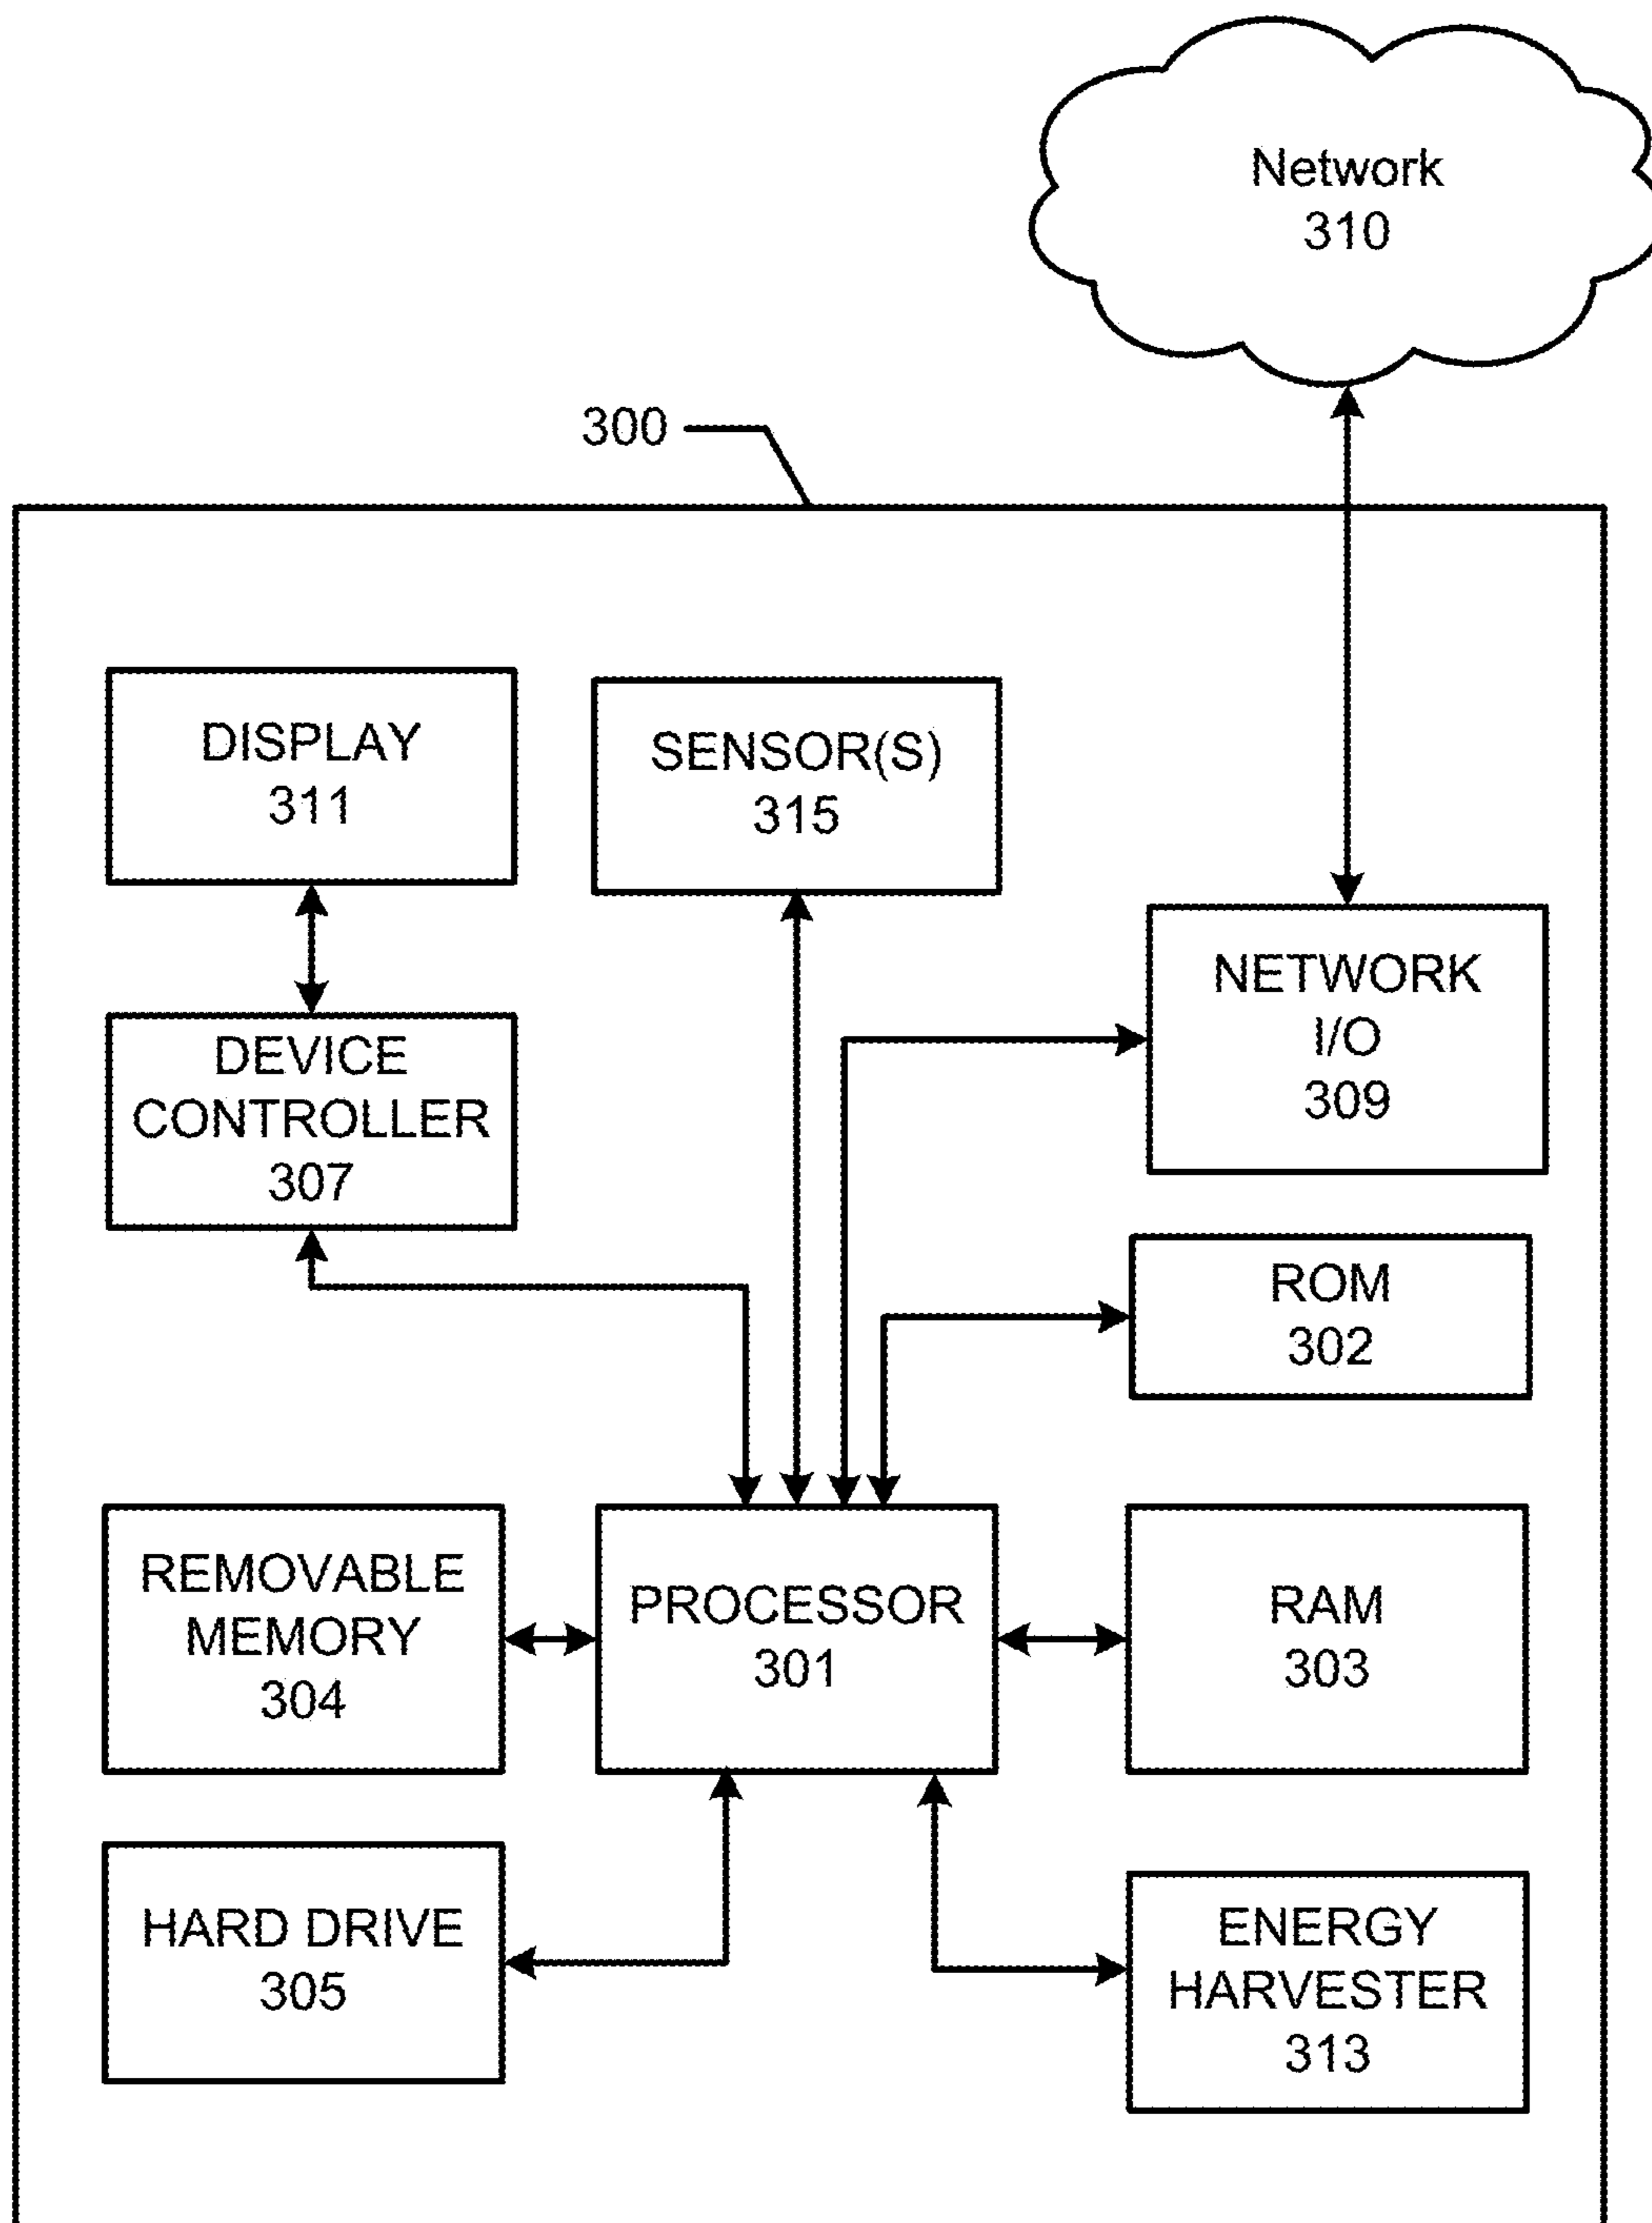 Network
310
300
DISPLAY
311
SENSOR(S)
315
NETWORK
I/O
309
DEVICE
CONTROLLER
307
ROM
302
REMOVABLE
MEMORY
304
PROCESSOR
301
RAM
303
HARD DRIVE
305
ENERGY
HARVESTER
313